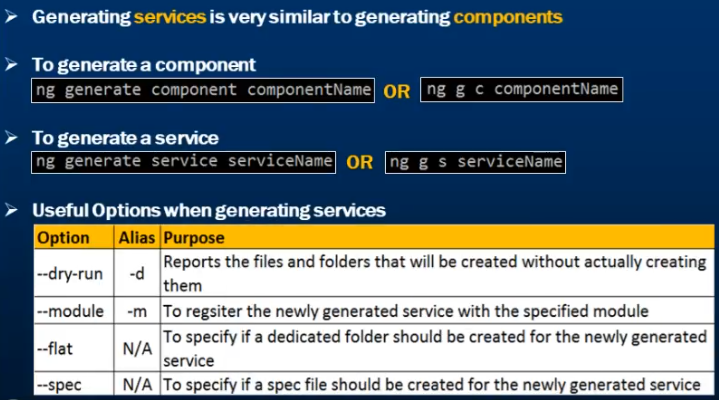 Generating services is very similar to generating components
To generate a component
ng generate component componentName OR ng g c componentName
To generate a service
ng generate service serviceName OR ng g s serviceName
Useful Options when generating services
Option Alias Purpose
--dry-run -d Reports the files and folders that will be created without actually creating
them
--module -m To regsiter the newly generated service with the specified module
--flat N/A To specify if a dedicated folder should be created for the newly generated
service
--spec N/A To specify if a spec file should be created for the newly generated service